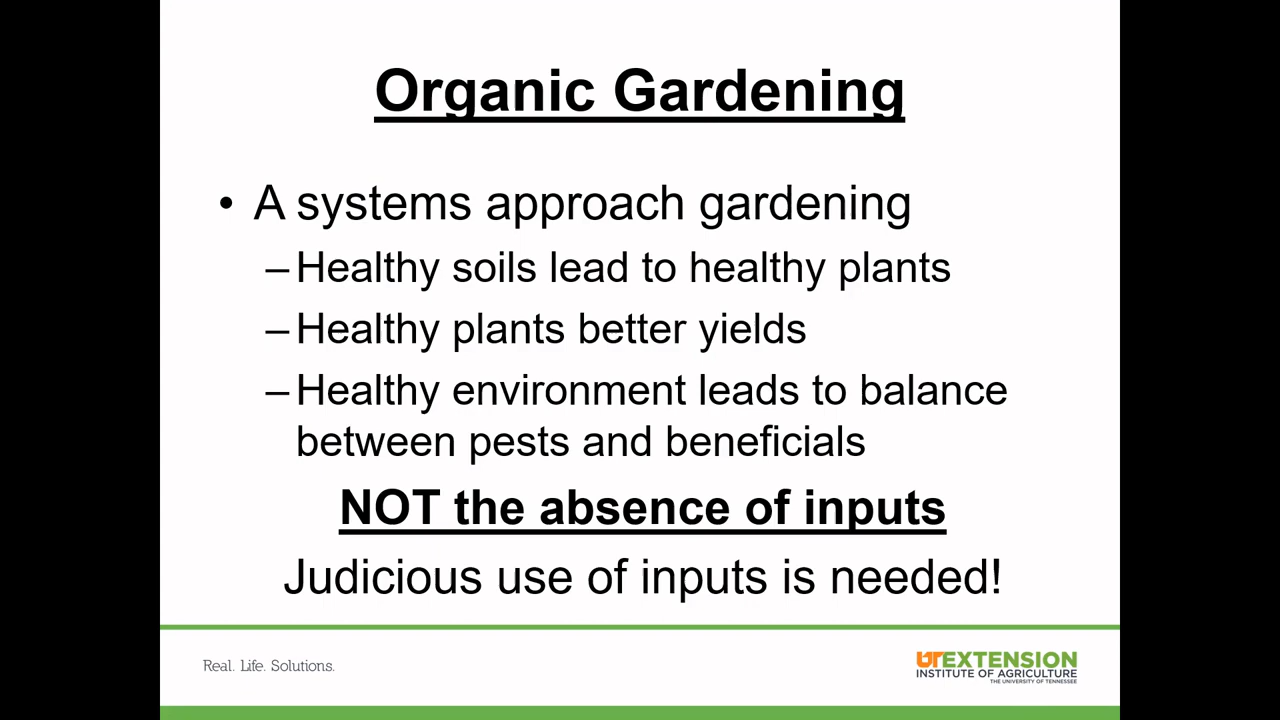 Organic Gardening
• A systems approach gardening
– Healthy soils lead to healthy plants
– Healthy plants better yields
– Healthy environment leads to balance
between pests and beneficials
NOT the absence of inputs
Judicious use of inputs is needed!
Real. Life. Solutions.
UT EXTENSION
INSTITUTE OF AGRICULTURE
THE UNIVERSITY OF TENNESSEE